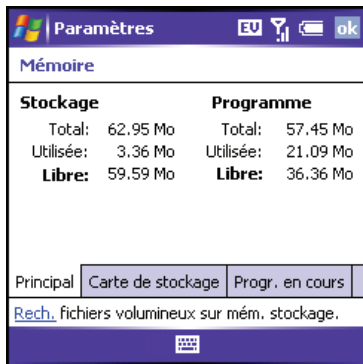 Paramètres EU ok
Mémoire
Stockage Programme
Total: 62.95 Mo Total: 57.45 Mo
Utilisée: 3.36 Mo Utilisée: 21.09 Mo
Libre: 59.59 Mo Libre: 36.36 Mo
Principal Carte de stockage Progr. en cours
Rech. fichiers volumineux sur mém. stockage.